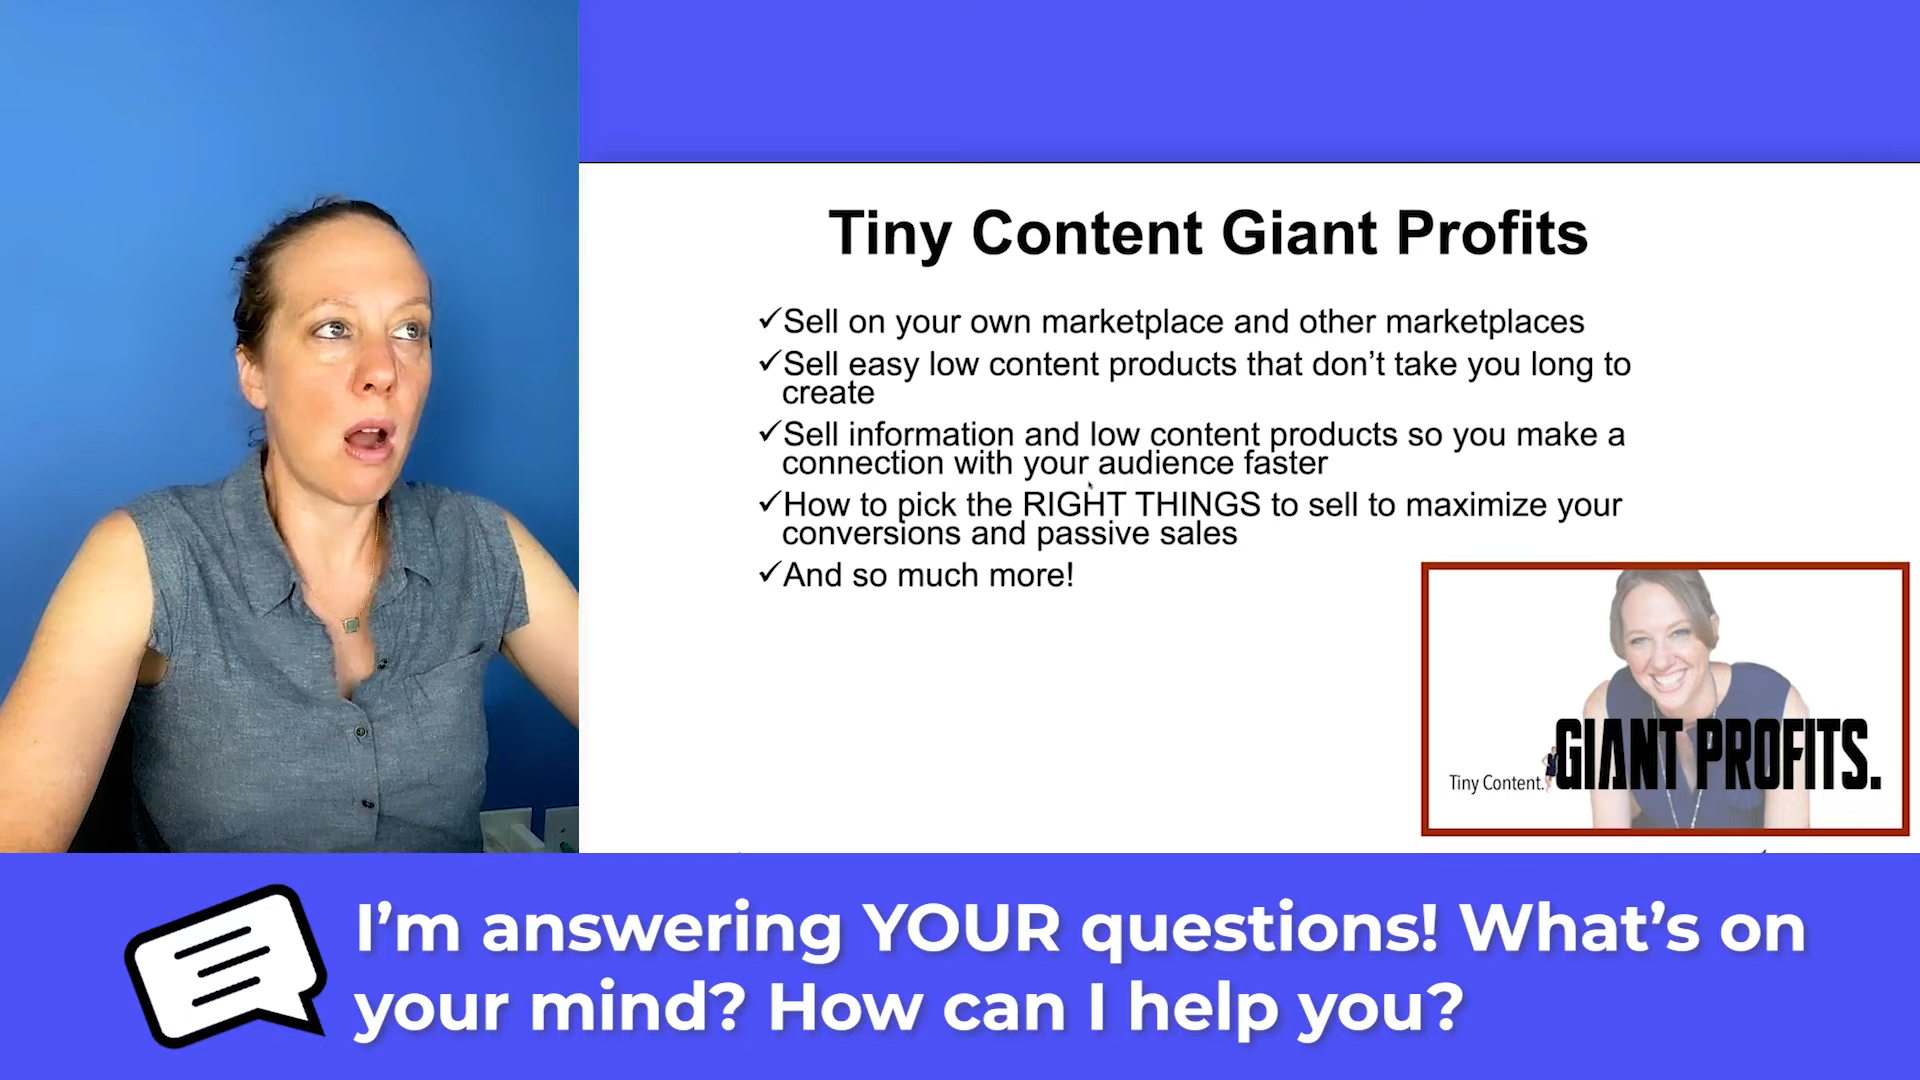 Tiny Content Giant Profits
✓Sell on your own marketplace and other marketplaces
✓Sell easy low content products that don’t take you long to
create
✓Sell information and low content products so you make a
connection with your audience faster
✓How to pick the RIGHT THINGS to sell to maximize your
conversions and passive sales
✓And so much more!
Tiny Content. GIANT PROFITS.
I’m answering YOUR questions! What’s on
your mind? How can I help you?